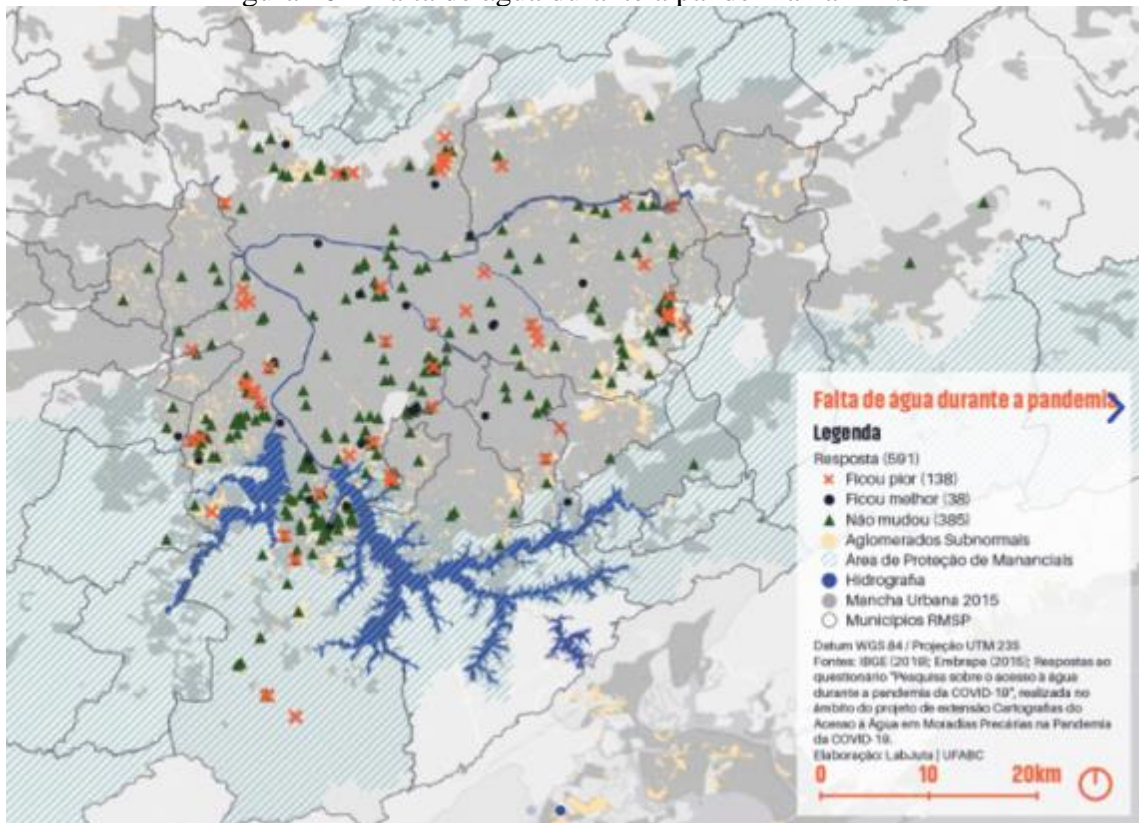 Falta de água durante a pandemia
Legenda
Resposta (591)
Ficou pior (138)
Ficou melhor (38)
Não mudou (385)
Aglomerados Subnormais
Área de Proteção de Mananciais
Hidrografia
Mancha Urbana 2015
Municípios RMSP
Datum WGS 84 / Projeção UTM 23S
Fontes: IBGE (2019); Embrapa (2015); Respostas ao
questionário "Pesquisa sobre o acesso à água
durante a pandemia da COVID-19", realizada no
âmbito do projeto de extensão Cartografias do
Acesso à Água em Moradias Precárias na Pandemia
da COVID-19.
Elaboração: LabJuta | UFABC
0 10 20km